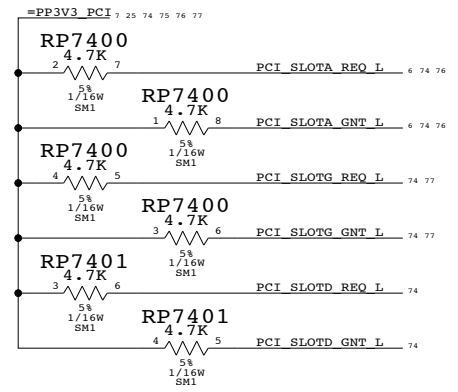 =PP3V3_PCI 7 25 74 75 76 77
RP7400
4.7K
2 7 PCI_SLOTA_REQ_L 6 74 76
5%
1/16W
SM1
RP7400
4.7K
1 8 PCI_SLOTA_GNT_L 6 74 76
5%
1/16W
SM1
RP7400
4.7K
4 5 PCI_SLOTG_REQ_L 74 77
5%
1/16W
SM1
RP7400
4.7K
3 6 PCI_SLOTG_GNT_L 74 77
5%
1/16W
SM1
RP7401
4.7K
3 6 PCI_SLOTD_REQ_L 74
5%
1/16W
SM1
RP7401
4.7K
4 5 PCI_SLOTD_GNT_L 74
5%
1/16W
SM1